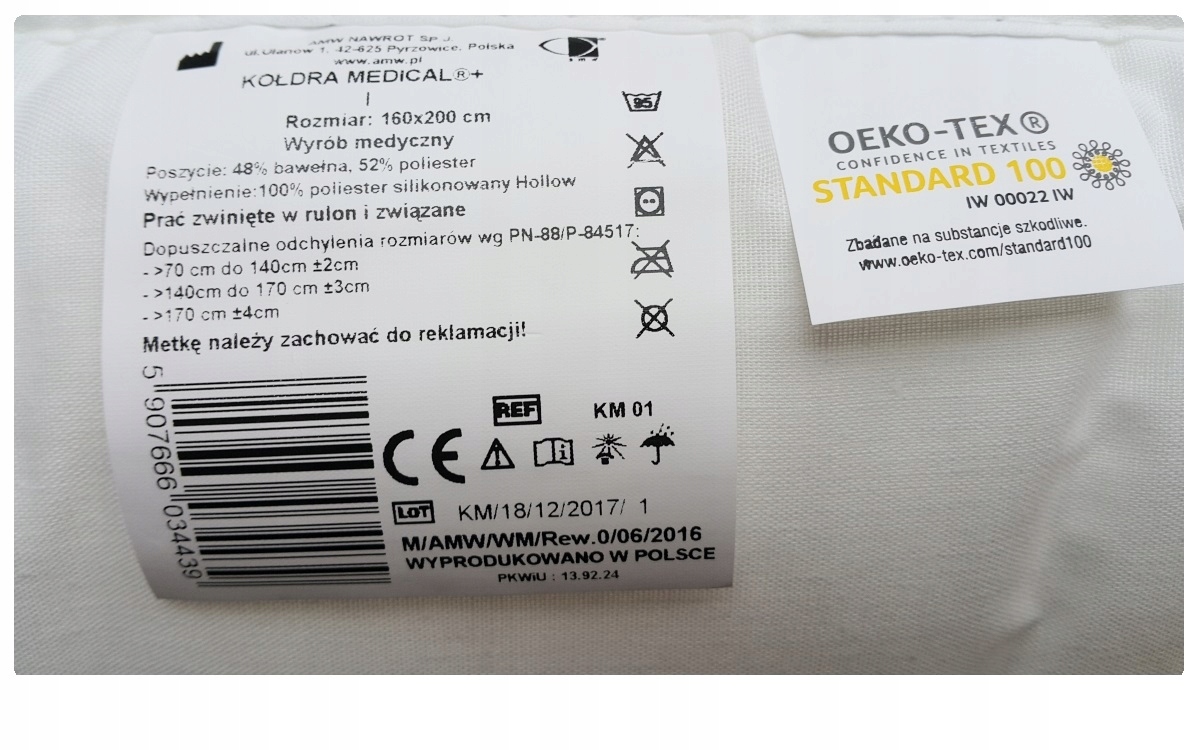 AMW NAWROT Sp J.
ul.Ulanów 1, 42-625 Pyrzowice, Polska
www.amw.pl
KOŁDRA MEDICAL®+
I
Rozmiar: 160x200 cm
Wyrób medyczny
Poszycie: 48% bawełna, 52% poliester
Wypełnienie:100% poliester silikonowany Hollow
Prać zwinięte w rulon i związane
Dopuszczalne odchylenia rozmiarów wg PN-88/P-84517:
- >70 cm do 140cm ±2cm
- >140cm do 170 cm ±3cm
- >170 cm ±4cm
Metkę należy zachować do reklamacji!
95
5 907666 034439
REF KM 01
CE
LOT KM/18/12/2017/ 1
M/AMW/WM/Rew.0/06/2016
WYPRODUKOWANO W POLSCE
PKWiU : 13.92.24
OEKO-TEX®
CONFIDENCE IN TEXTILES
STANDARD 100
IW 00022 IW
Zbadane na substancje szkodliwe.
www.oeko-tex.com/standard100